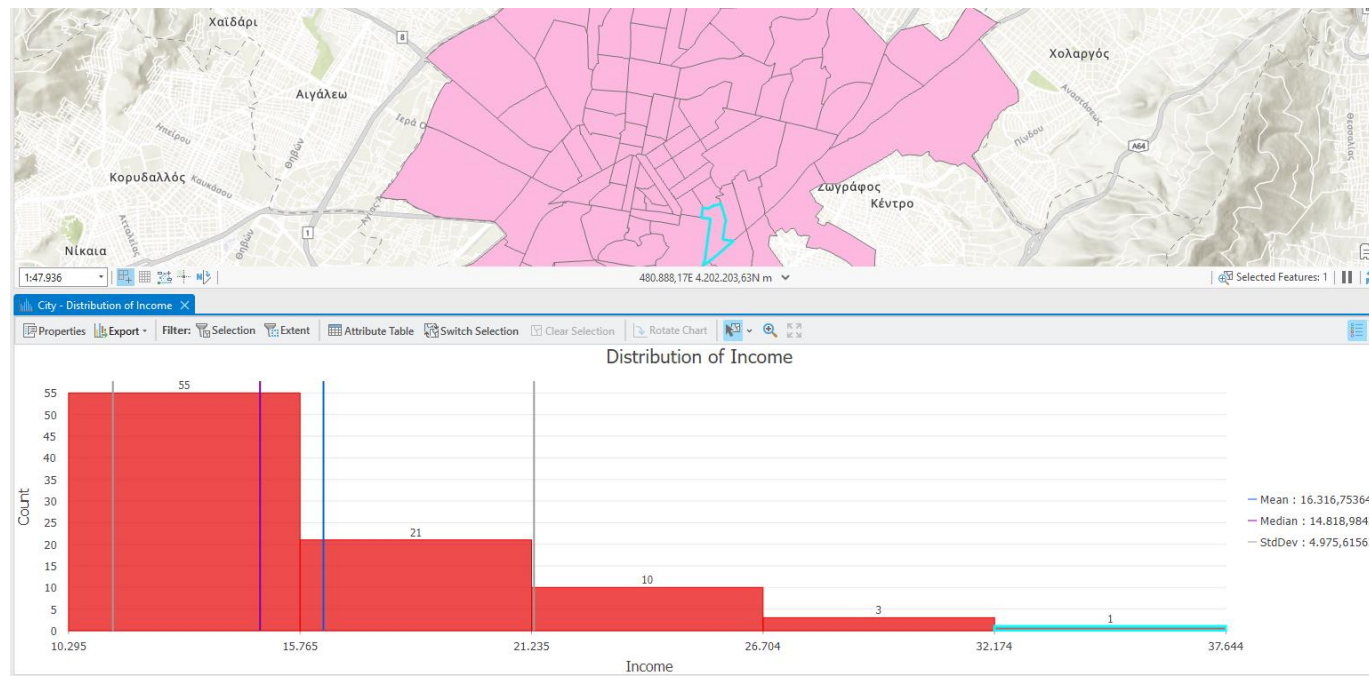 Χαϊδάρι
8
Χολαργός
Αιγάλεω
Ιερά Ο
Αναστάσεως
Πίνδου
Θεσσαλίας
Ηπείρου
Θηβών
A64
Κορυδαλλός
Καυκάσου
Ζωγράφος
Κέντρο
Ατταλείας
Θηβών
1
Νίκαια
1:47.936
480.888,17E 4.202.203,63N m
Selected Features: 1
City - Distribution of Income
Properties Export Filter: Selection Extent Attribute Table Switch Selection Clear Selection Rotate Chart
Distribution of Income
55
55
50
45
40
35
30
25
20
15
10
5
0
21
10
3
1
Count
Mean : 16.316,75364
Median : 14.818,984
StdDev : 4.975,6156
10.295 15.765 21.235 26.704 32.174 37.644
Income